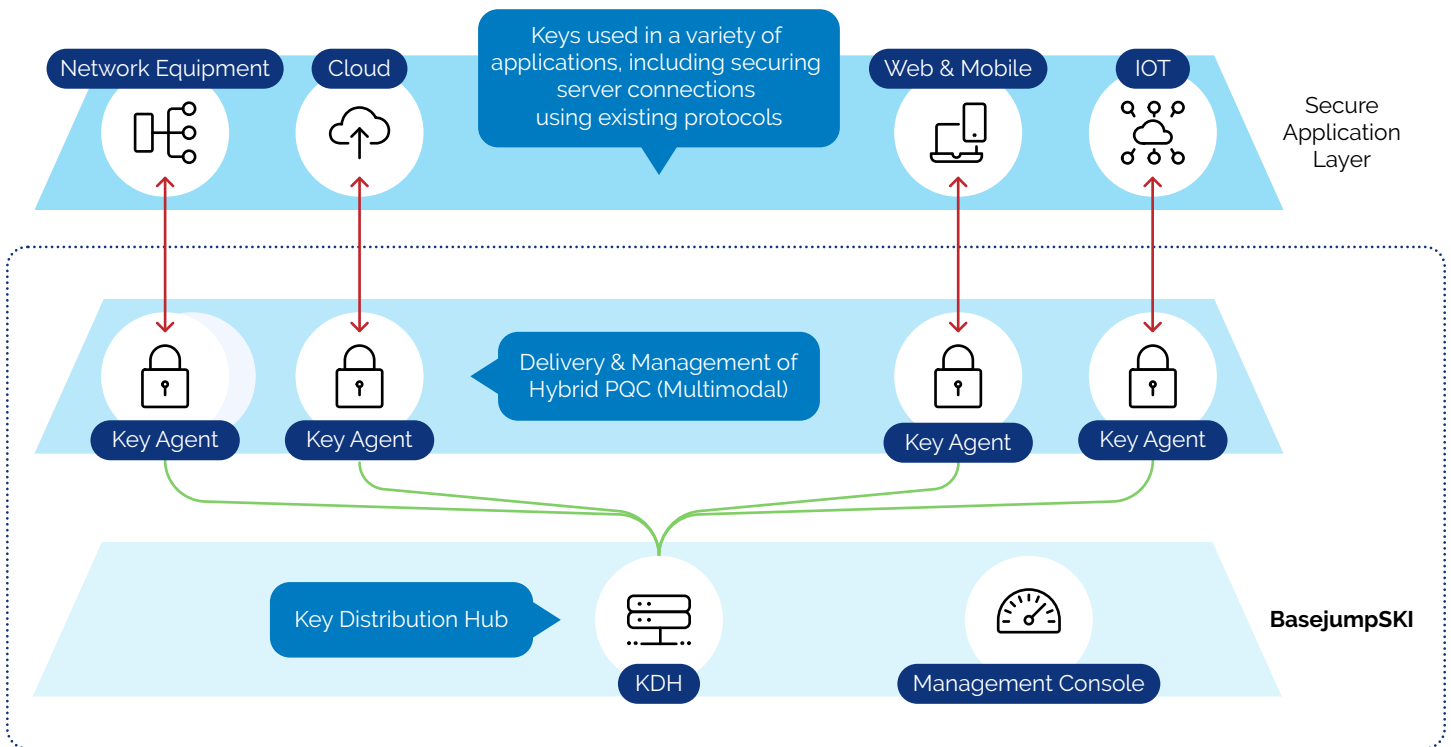 Network Equipment
Cloud
Keys used in a variety of
applications, including securing
server connections
using existing protocols
Web & Mobile
IOT
Secure
Application
Layer
Delivery & Management of
Hybrid PQC (Multimodal)
Key Agent
Key Agent
Key Agent
Key Agent
Key Distribution Hub
BasejumpSKI
KDH
Management Console